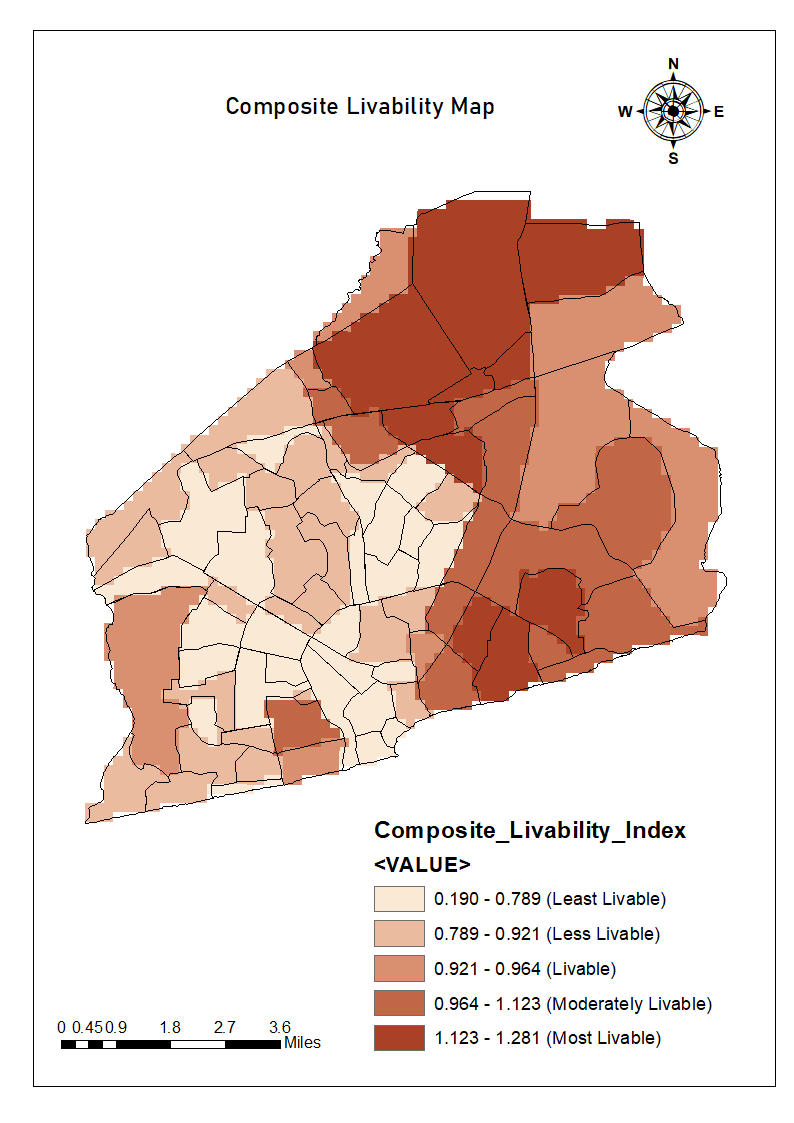 Composite Livability Map
N
W E
S
Composite_Livability_Index
<VALUE>
0.190 - 0.789 (Least Livable)
0.789 - 0.921 (Less Livable)
0.921 - 0.964 (Livable)
0.964 - 1.123 (Moderately Livable)
1.123 - 1.281 (Most Livable)
0 0.45 0.9 1.8 2.7 3.6
Miles